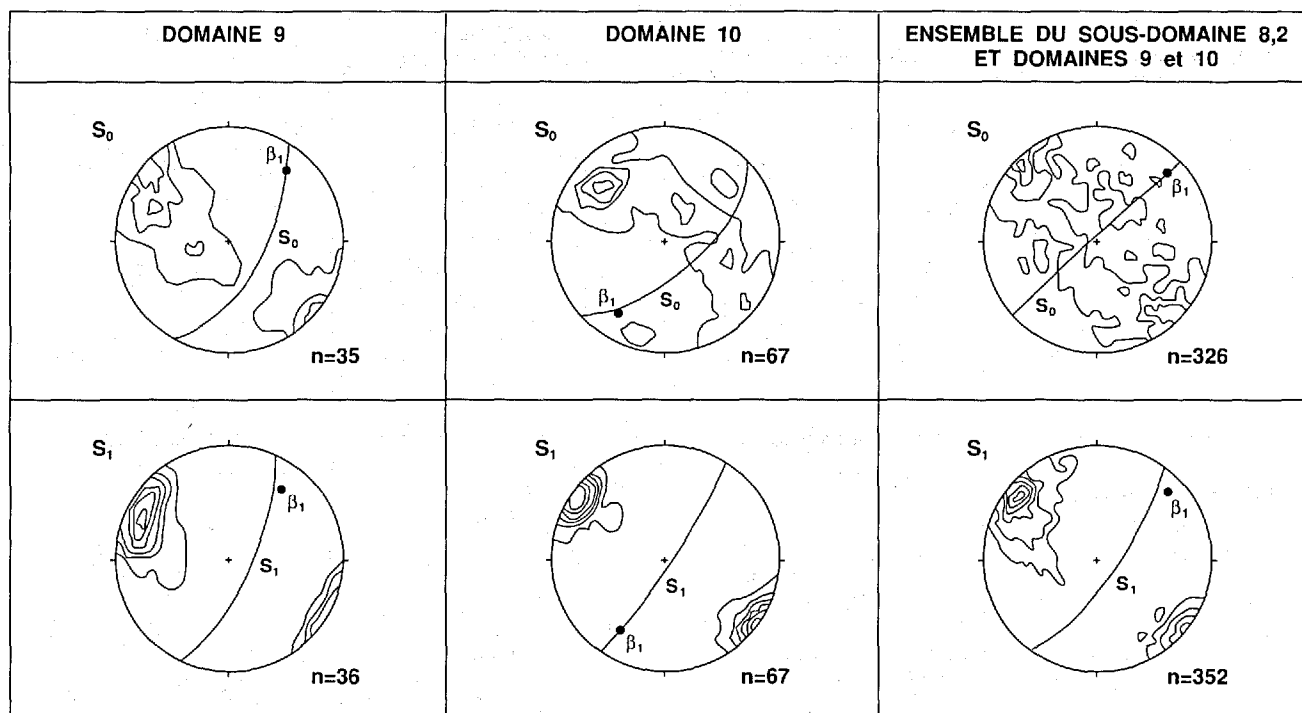 DOMAINE 9
DOMAINE 10
ENSEMBLE DU SOUS-DOMAINE 8,2
ET DOMAINES 9 et 10
S₀
β₁
S₀
n=35
S₀
β₁
S₀
n=67
S₀
β₁
S₀
n=326
S₁
β₁
S₁
n=36
S₁
S₁
β₁
n=67
S₁
β₁
S₁
n=352